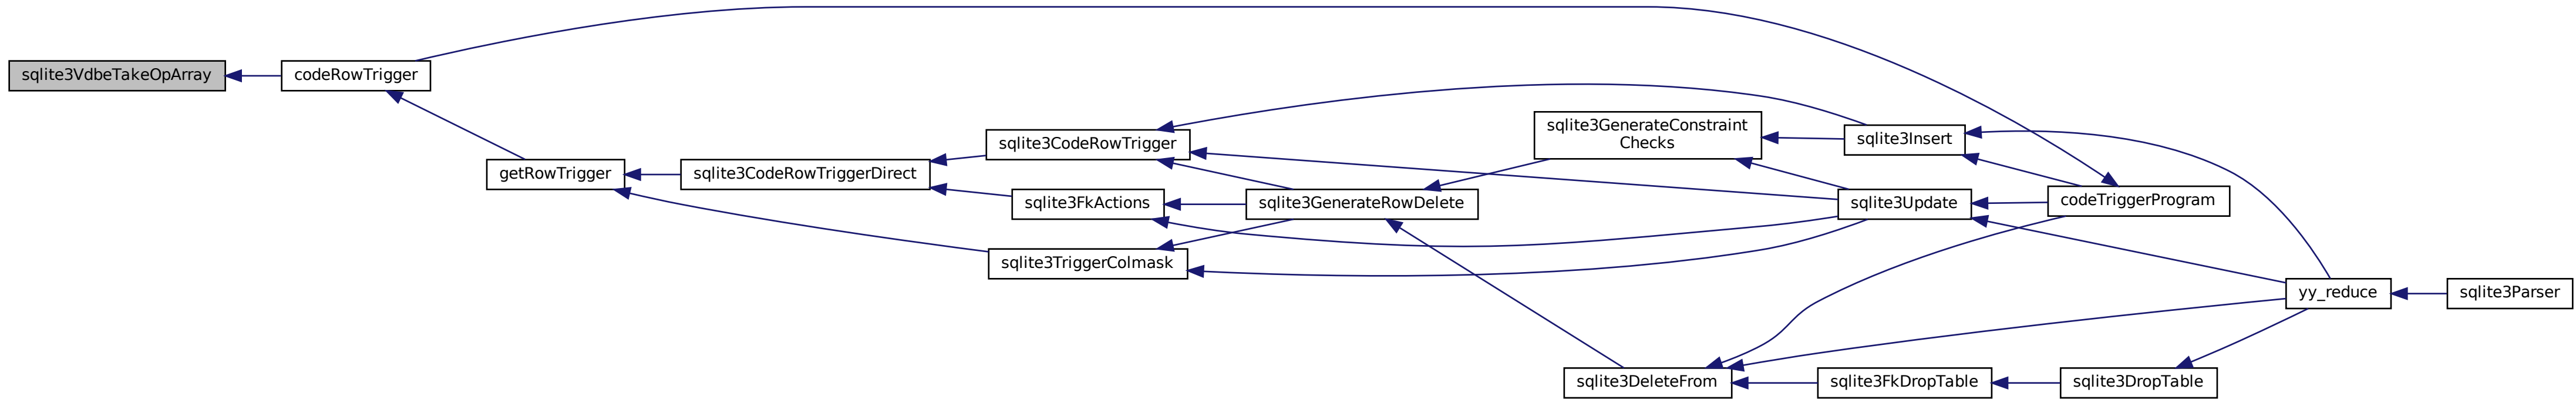 sqlite3VdbeTakeOpArray
codeRowTrigger
getRowTrigger
sqlite3CodeRowTriggerDirect
sqlite3CodeRowTrigger
sqlite3FkActions
sqlite3TriggerColmask
sqlite3GenerateRowDelete
sqlite3GenerateConstraint
Checks
sqlite3DeleteFrom
sqlite3Insert
sqlite3Update
sqlite3FkDropTable
codeTriggerProgram
sqlite3DropTable
yy_reduce
sqlite3Parser